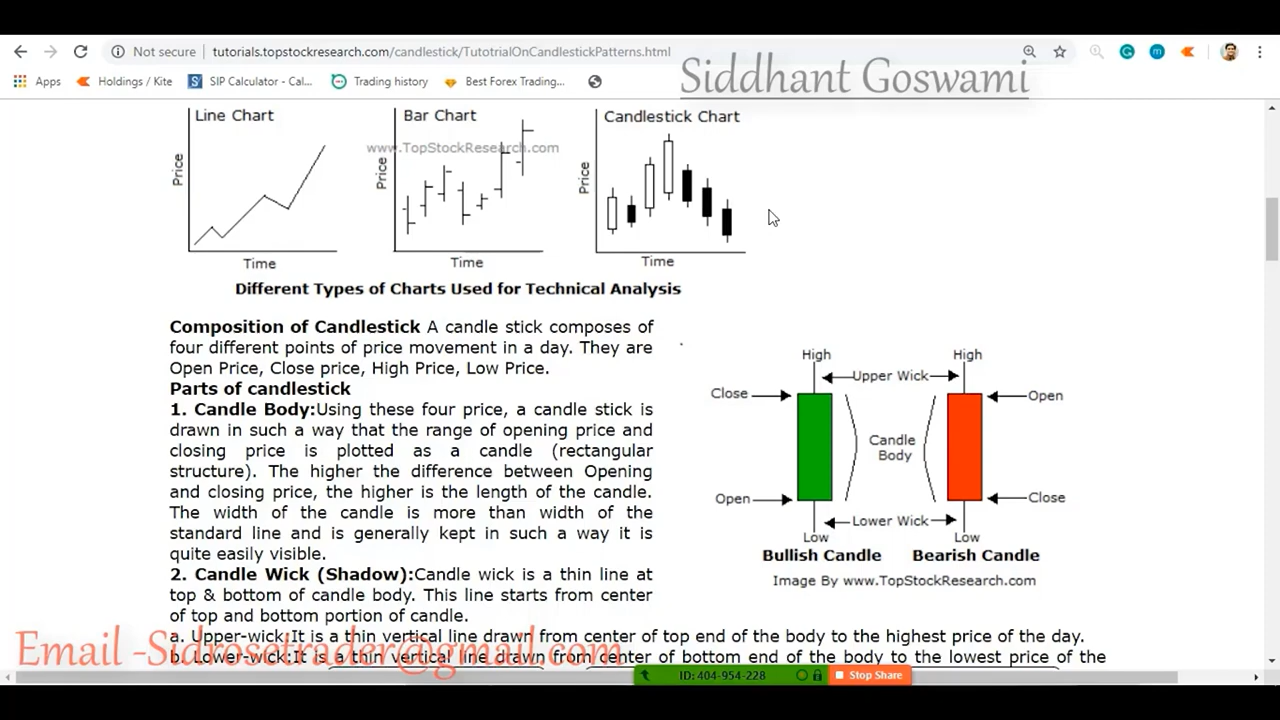 Not secure tutorials.topstockresearch.com/candlestick/TutotrialOnCandlestickPatterns.html
Apps Holdings / Kite SIP Calculator - Cal... Trading history Best Forex Trading...
Siddhant Goswami
Line Chart Bar Chart Candlestick Chart
www.TopStockResearch.com
Price Price Price
Time Time Time
Different Types of Charts Used for Technical Analysis
Composition of Candlestick A candle stick composes of
four different points of price movement in a day. They are
Open Price, Close price, High Price, Low Price.
Parts of candlestick
1. Candle Body:Using these four price, a candle stick is
drawn in such a way that the range of opening price and
closing price is plotted as a candle (rectangular
structure). The higher the difference between Opening
and closing price, the higher is the length of the candle.
The width of the candle is more than width of the
standard line and is generally kept in such a way it is
quite easily visible.
2. Candle Wick (Shadow):Candle wick is a thin line at
top & bottom of candle body. This line starts from center
of top and bottom portion of candle.
High High
Upper Wick
Close Open
Candle
Body
Open Close
Lower Wick
Low Low
Bullish Candle Bearish Candle
Image By www.TopStockResearch.com
a. Upper-wick:It is a thin vertical line drawn from center of top end of the body to the highest price of the day.
b. Lower-wick:It is a thin vertical line drawn from center of bottom end of the body to the lowest price of the
Email -Sidrosetrader@gmail.com
ID: 404-954-228 Stop Share